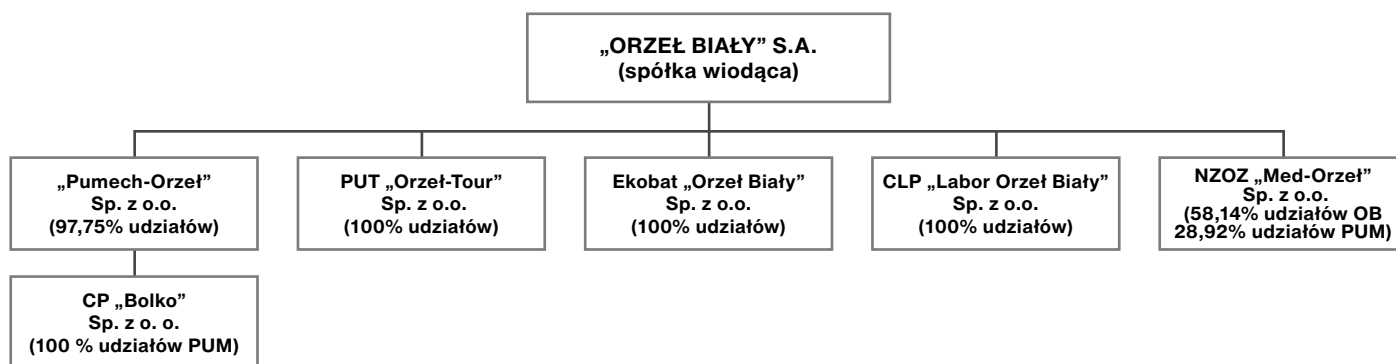 „ORZEŁ BIAŁY” S.A.
(spółka wiodąca)
„Pumech-Orzeł”
Sp. z o.o.
(97,75% udziałów)
PUT „Orzeł-Tour”
Sp. z o.o.
(100% udziałów)
Ekobat „Orzeł Biały”
Sp. z o.o.
(100% udziałów)
CLP „Labor Orzeł Biały”
Sp. z o.o.
(100% udziałów)
NZOZ „Med-Orzeł”
Sp. z o.o.
(58,14% udziałów OB
28,92% udziałów PUM)
CP „Bolko”
Sp. z o. o.
(100 % udziałów PUM)